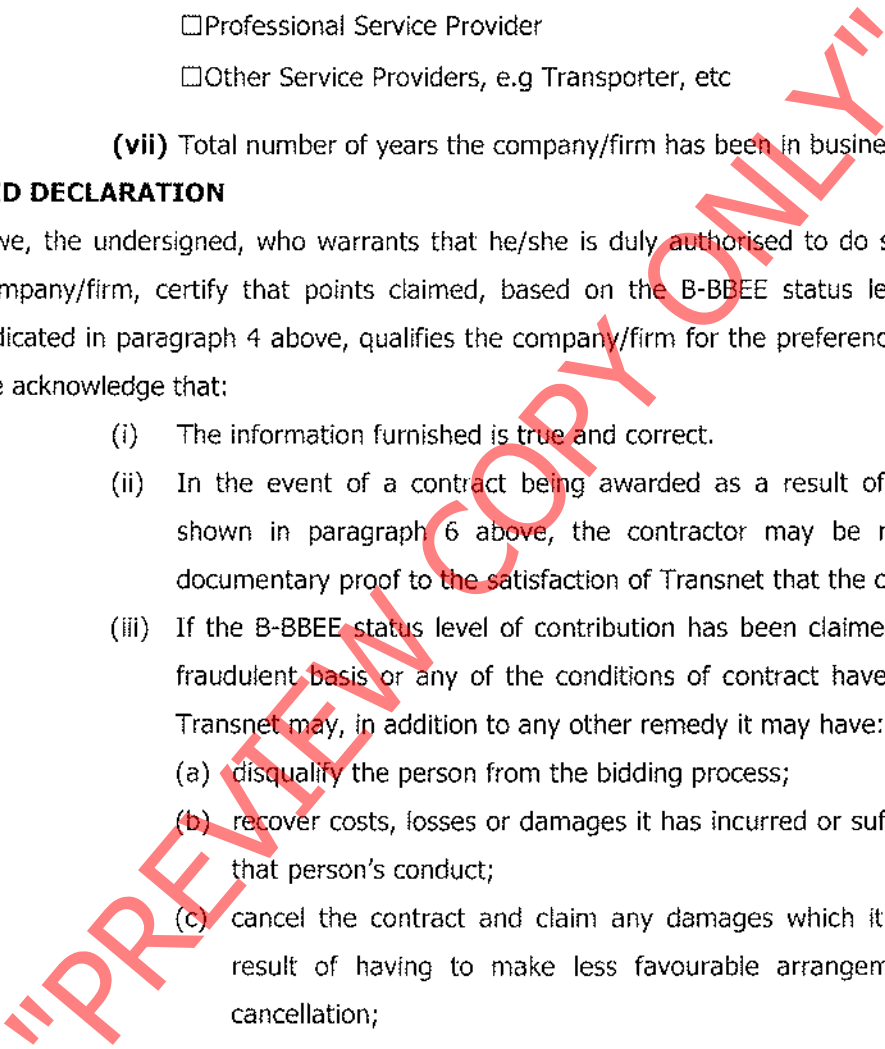 ☐Professional Service Provider
☐Other Service Providers, e.g Transporter, etc
(vii) Total number of years the company/firm has been in busine
ED DECLARATION
we, the undersigned, who warrants that he/she is duly authorised to do s
mpany/firm, certify that points claimed, based on the B-BBEE status le
dicated in paragraph 4 above, qualifies the company/firm for the preferenc
e acknowledge that:
(i) The information furnished is true and correct.
(ii) In the event of a contract being awarded as a result of
shown in paragraph 6 above, the contractor may be r
documentary proof to the satisfaction of Transnet that the c
(iii) If the B-BBEE status level of contribution has been claime
fraudulent basis or any of the conditions of contract have
Transnet may, in addition to any other remedy it may have:
(a) disqualify the person from the bidding process;
(b) recover costs, losses or damages it has incurred or suf
that person's conduct;
(c) cancel the contract and claim any damages which it
result of having to make less favourable arrangem
cancellation;
"PREVIEW COPY ONLY"